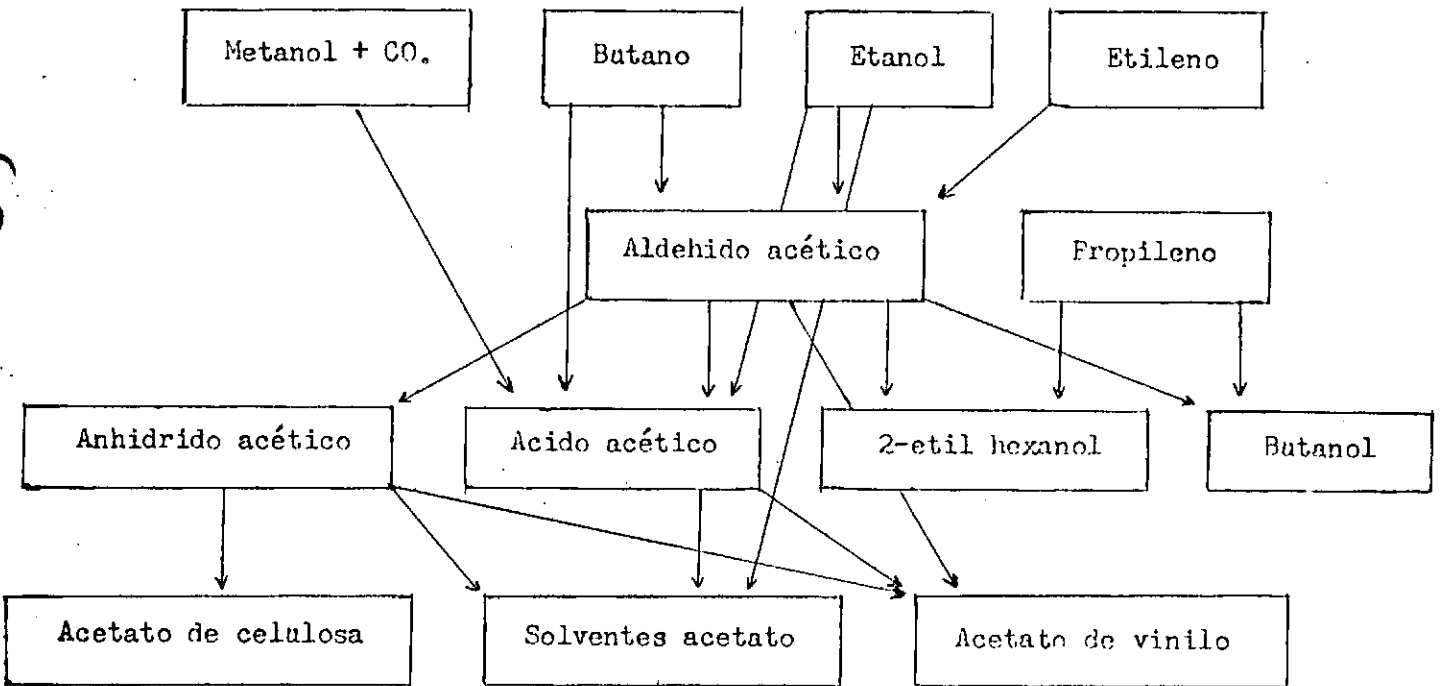 Metanol + CO.
Butano
Etanol
Etileno
Aldehido acético
Propileno
Anhidrido acético
Acido acético
2-etil hexanol
Butanol
Acetato de celulosa
Solventes acetato
Acetato de vinilo